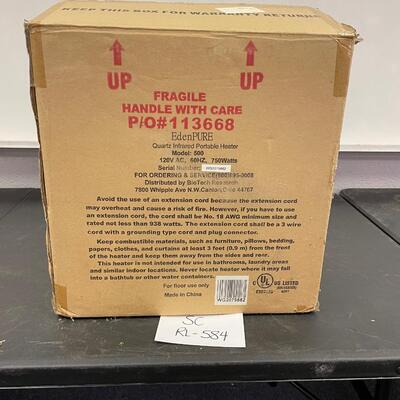 KEEP THIS BOX FOR WARRANTY RETURNS
UP UP
FRAGILE
HANDLE WITH CARE
P/O#113668
EdenPURE
Quartz Infrared Portable Heater
Model: 500
120V AC, 60HZ, 750Watts
Serial Number:
FOR ORDERING & SERVICE
Distributed by BioTech Research
7800 Whipple Ave N.W.Canton,Ohio 44767
Avoid the use of an extension cord because the extension cord
may overheat and cause a risk of fire. However, if you have to use
an extension cord, the cord shall be No. 18 AWG minimum size and
rated not less than 938 watts. The extension cord shall be a 3 wire
cord with a grounding type cord and plug connector.
Keep combustible materials, such as furniture, pillows, bedding,
papers, clothes, and curtains at least 3 feet (0.9 m) from the front
of the heater and keep them away from the sides and rear.
This heater is not intended for use in bathrooms, laundry areas
and similar indoor locations. Never locate heater where it may fall
into a bathtub or other water containers.
For floor use only
Made in China
WG2075682
C UL US LISTED
SC
RL-584